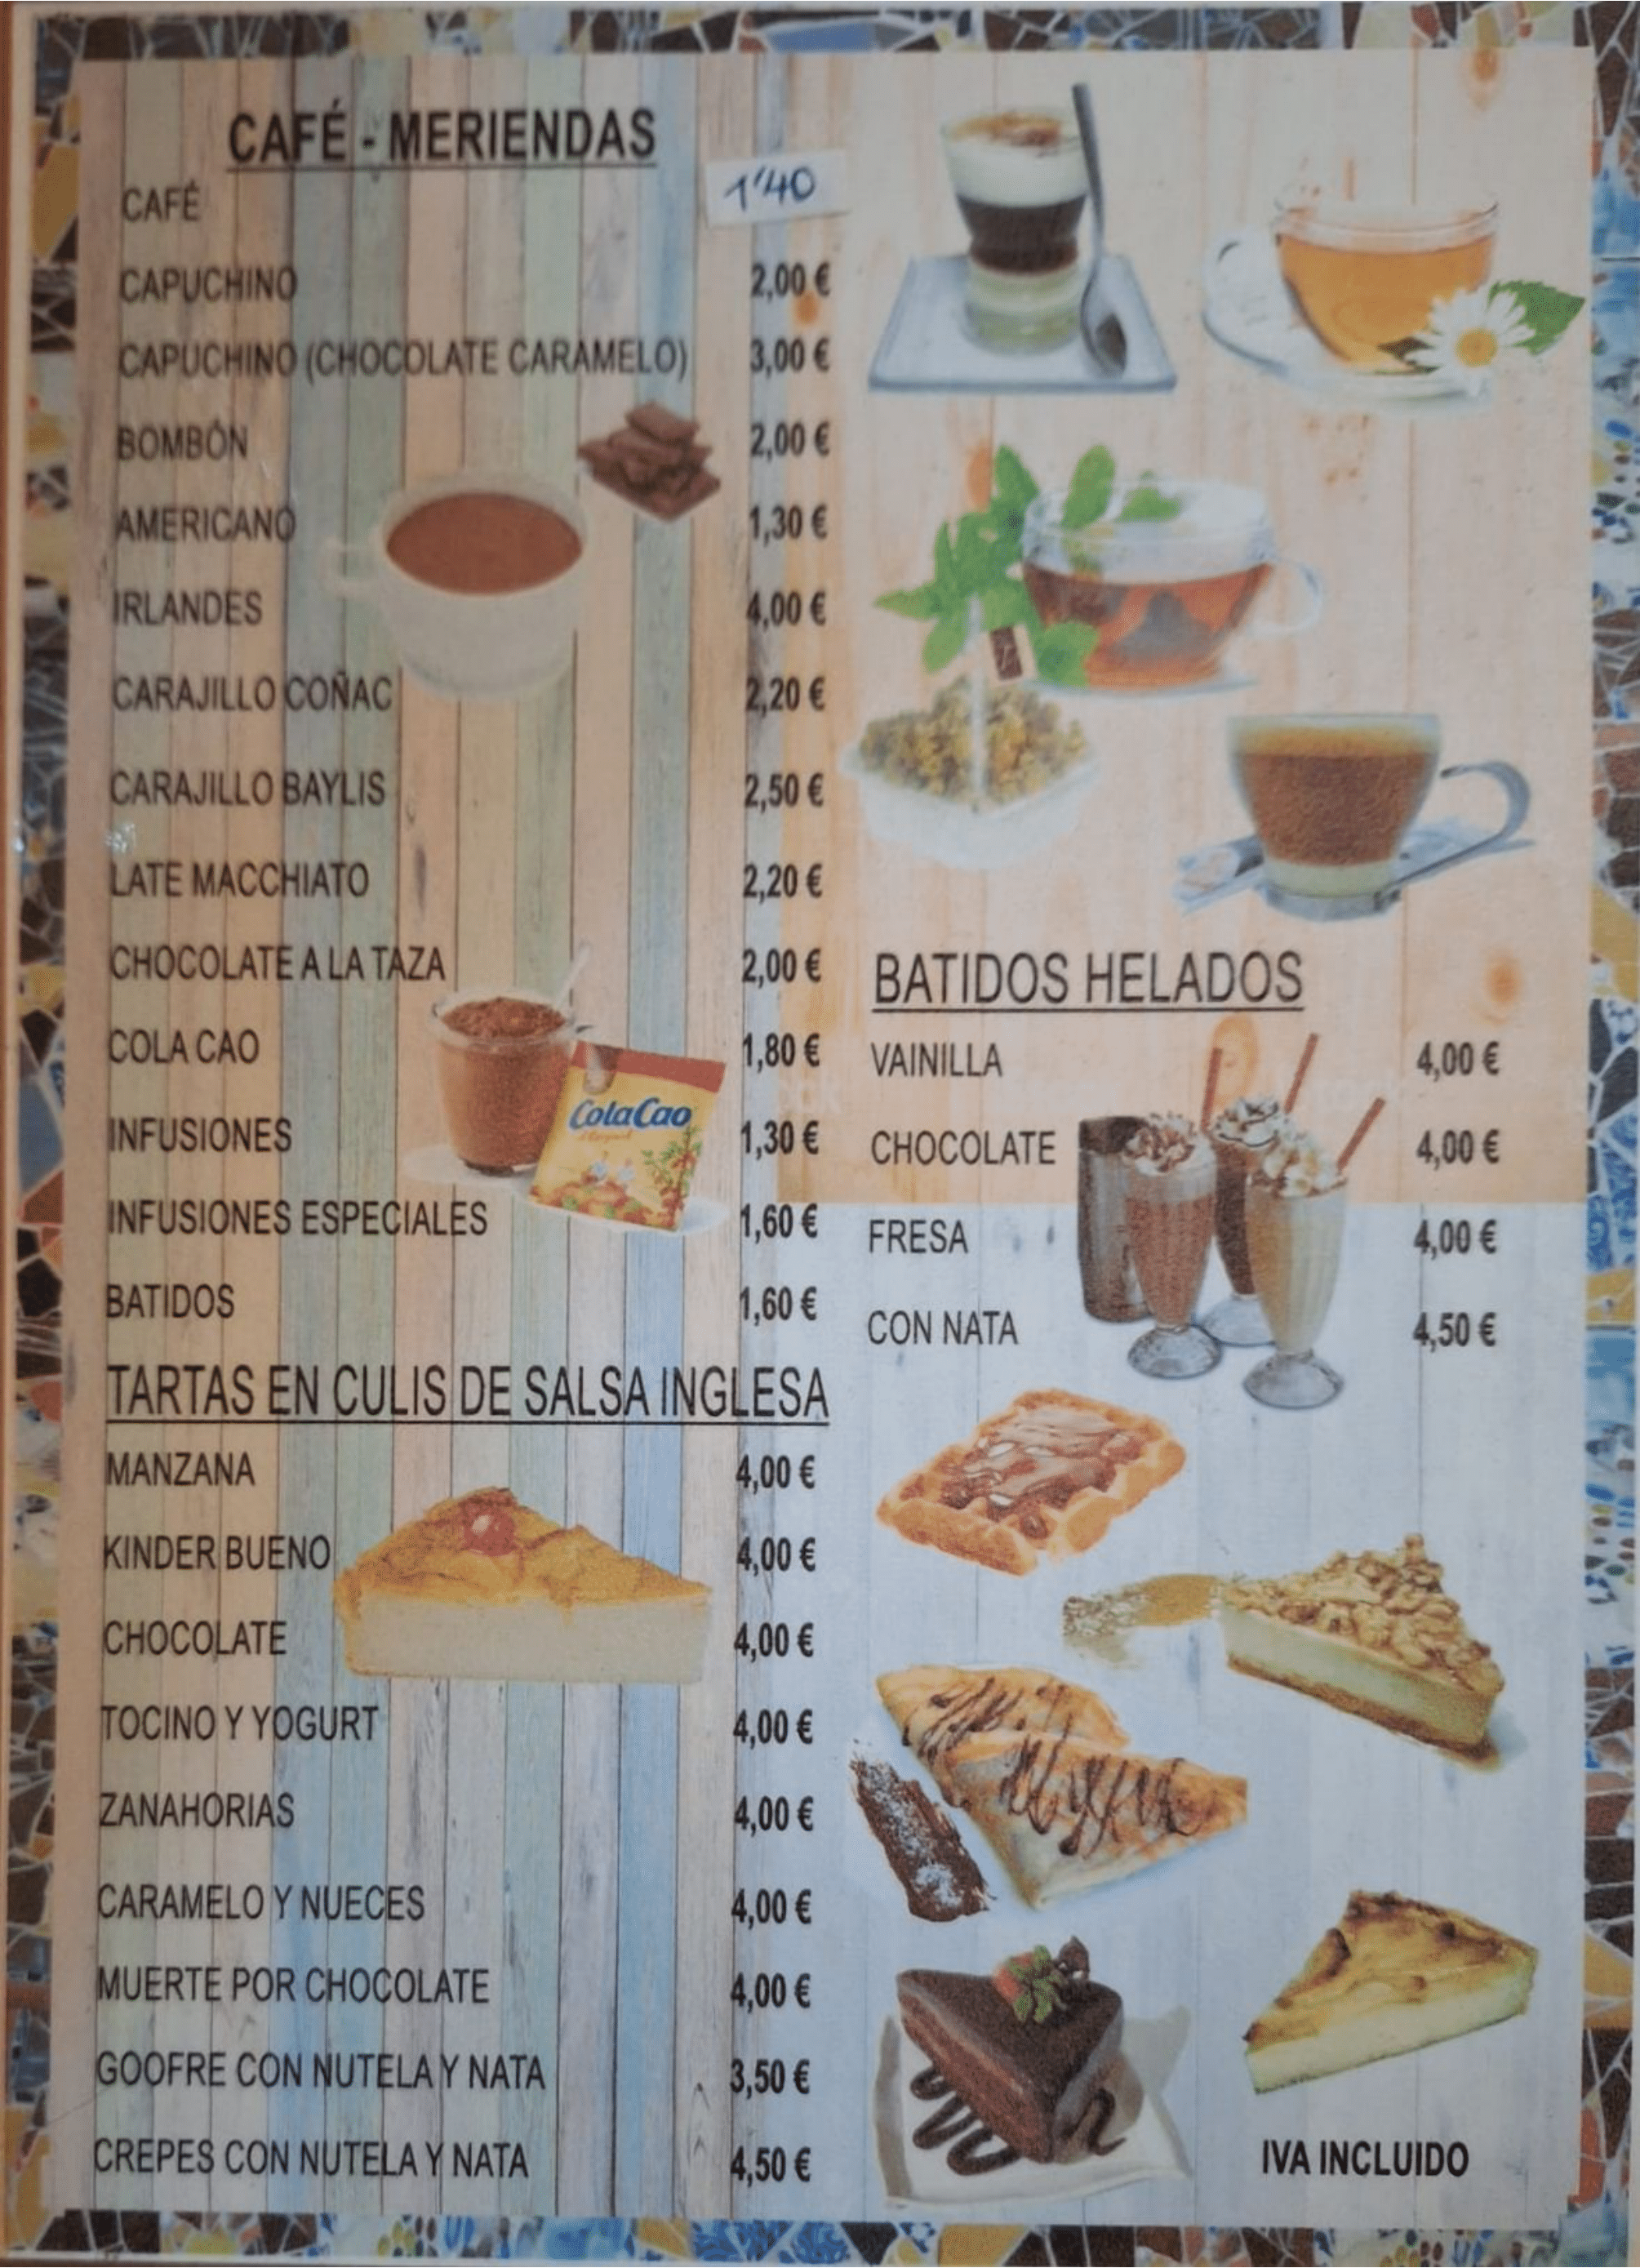 CAFÉ - MERIENDAS
CAFÉ 1'40
CAPUCHINO 2,00 €
CAPUCHINO (CHOCOLATE CARAMELO) 3,00 €
BOMBÓN 2,00 €
AMERICANO 1,30 €
IRLANDES 4,00 €
CARAJILLO COÑAC 2,20 €
CARAJILLO BAYLIS 2,50 €
LATE MACCHIATO 2,20 €
CHOCOLATE A LA TAZA 2,00 €
COLA CAO 1,80 €
ColaCao
INFUSIONES 1,30 €
INFUSIONES ESPECIALES 1,60 €
BATIDOS 1,60 €
TARTAS EN CULIS DE SALSA INGLESA
MANZANA 4,00 €
KINDER BUENO 4,00 €
CHOCOLATE 4,00 €
TOCINO Y YOGURT 4,00 €
ZANAHORIAS 4,00 €
CARAMELO Y NUECES 4,00 €
MUERTE POR CHOCOLATE 4,00 €
GOOFRE CON NUTELA Y NATA 3,50 €
CREPES CON NUTELA Y NATA 4,50 €
BATIDOS HELADOS
VAINILLA 4,00 €
CHOCOLATE 4,00 €
FRESA 4,00 €
CON NATA 4,50 €
IVA INCLUIDO